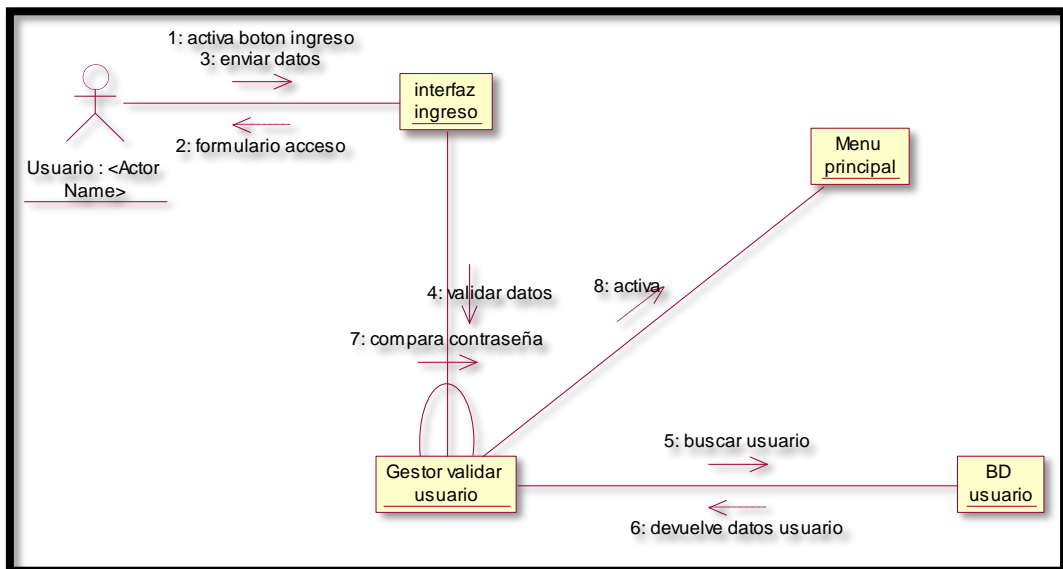 1: activa boton ingreso
3: enviar datos
interfaz
ingreso
2: formulario acceso
Usuario : <Actor
Name>
Menu
principal
4: validar datos
8: activa
7: compara contraseña
5: buscar usuario
Gestor validar
usuario
BD
usuario
6: devuelve datos usuario